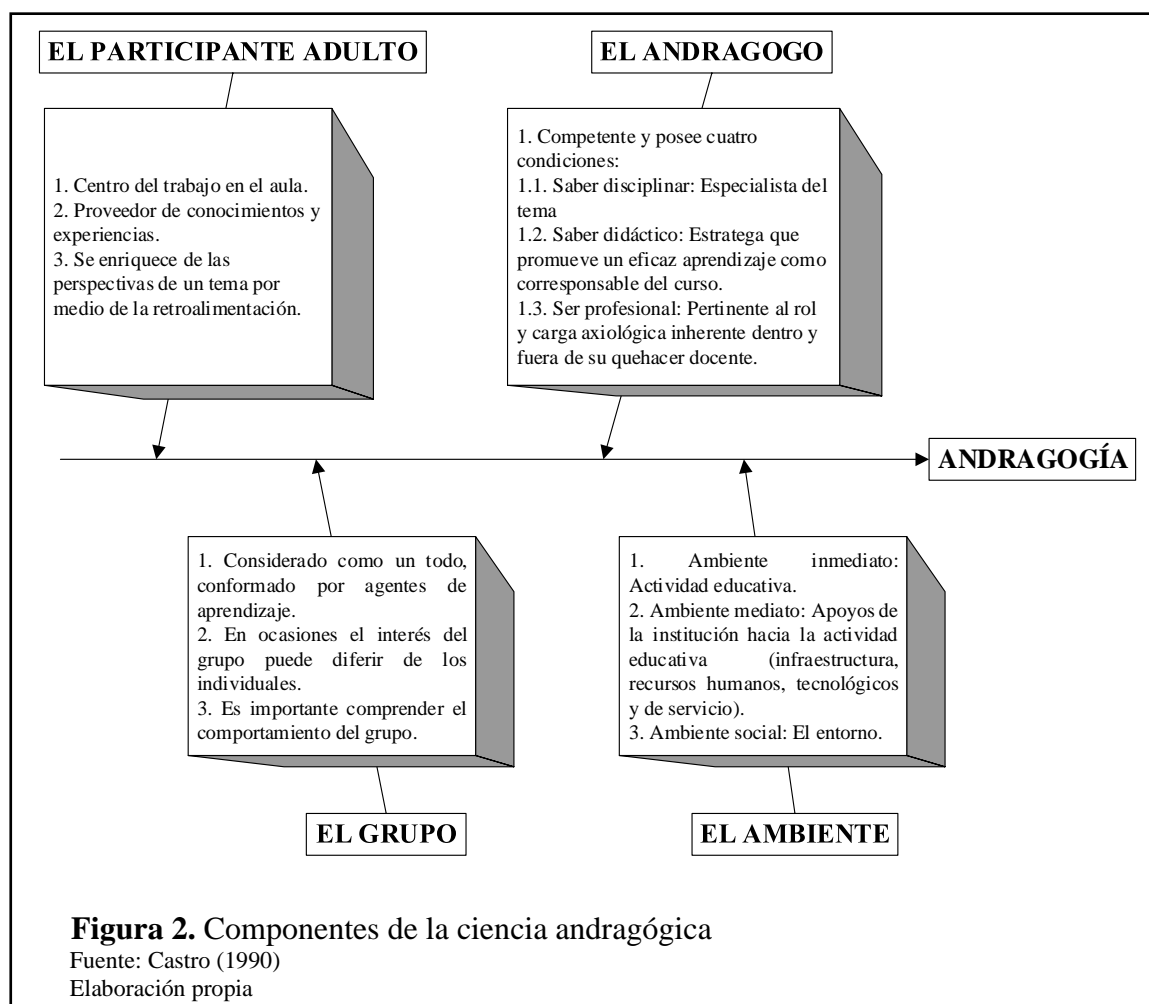 EL PARTICIPANTE ADULTO
1. Centro del trabajo en el aula.
2. Proveedor de conocimientos y
experiencias.
3. Se enriquece de las
perspectivas de un tema por
medio de la retroalimentación.
EL ANDRAGOGO
1. Competente y posee cuatro
condiciones:
1.1. Saber disciplinar: Especialista del
tema
1.2. Saber didáctico: Estratega que
promueve un eficaz aprendizaje como
corresponsable del curso.
1.3. Ser profesional: Pertinente al rol
y carga axiológica inherente dentro y
fuera de su quehacer docente.
ANDRAGOGÍA
1. Considerado como un todo,
conformado por agentes de
aprendizaje.
2. En ocasiones el interés del
grupo puede diferir de los
individuales.
3. Es importante comprender el
comportamiento del grupo.
EL GRUPO
1. Ambiente inmediato:
Actividad educativa.
2. Ambiente mediato: Apoyos de
la institución hacia la actividad
educativa (infraestructura,
recursos humanos, tecnológicos
y de servicio).
3. Ambiente social: El entorno.
EL AMBIENTE
Figura 2. Componentes de la ciencia andragógica
Fuente: Castro (1990)
Elaboración propia